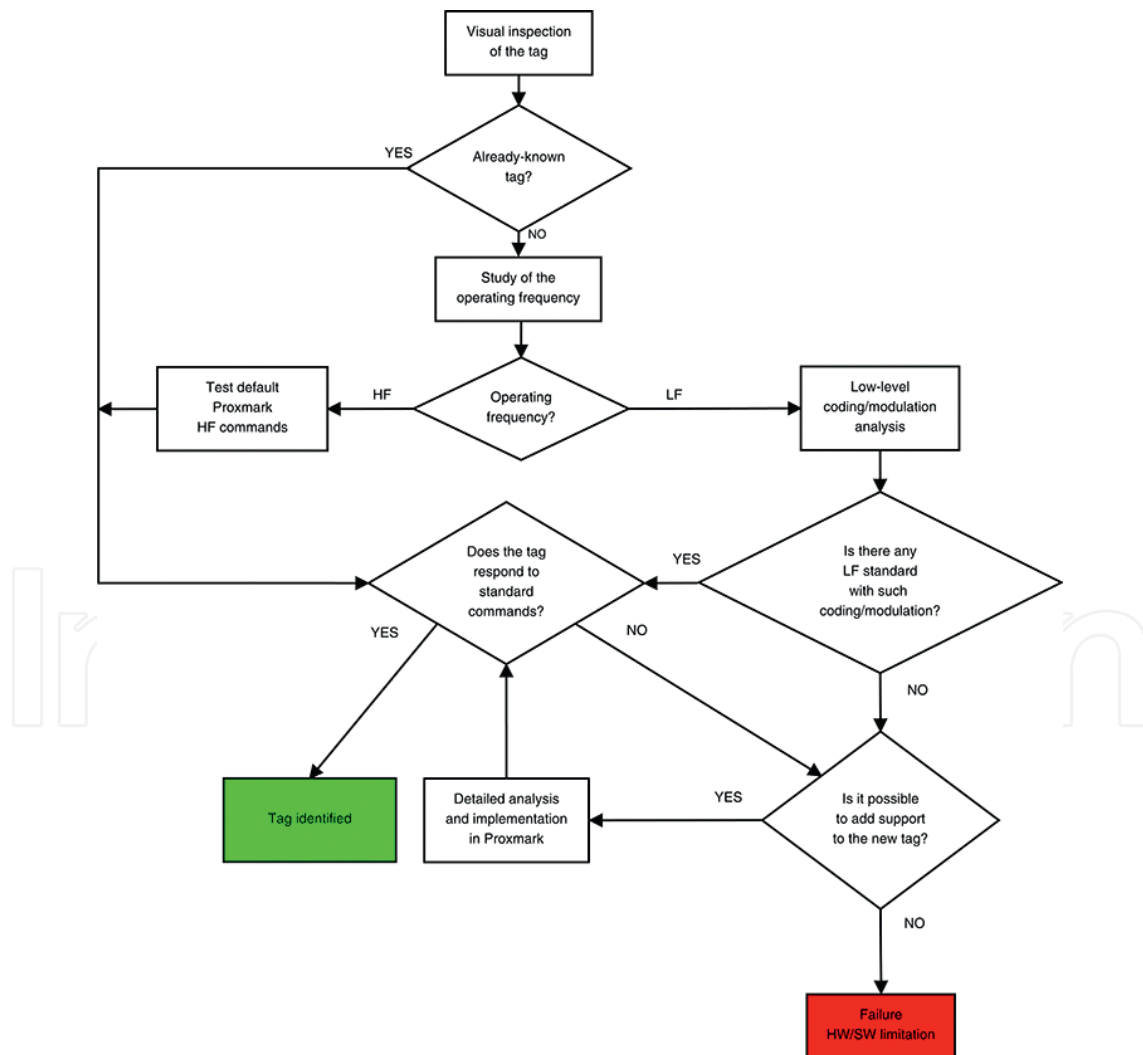 Visual inspection
of the tag
YES
Already-known
tag?
NO
Study of the
operating frequency
Test default
Proxmark
HF commands
HF
Operating
frequency?
LF
Low-level
coding/modulation
analysis
Does the tag
respond to
standard
commands?
YES
Is there any
LF standard
with such
coding/modulation?
YES
NO
NO
Tag identified
Detailed analysis
and implementation
in Proxmark
YES
Is it possible
to add support
to the new tag?
NO
Failure
HW/SW limitation